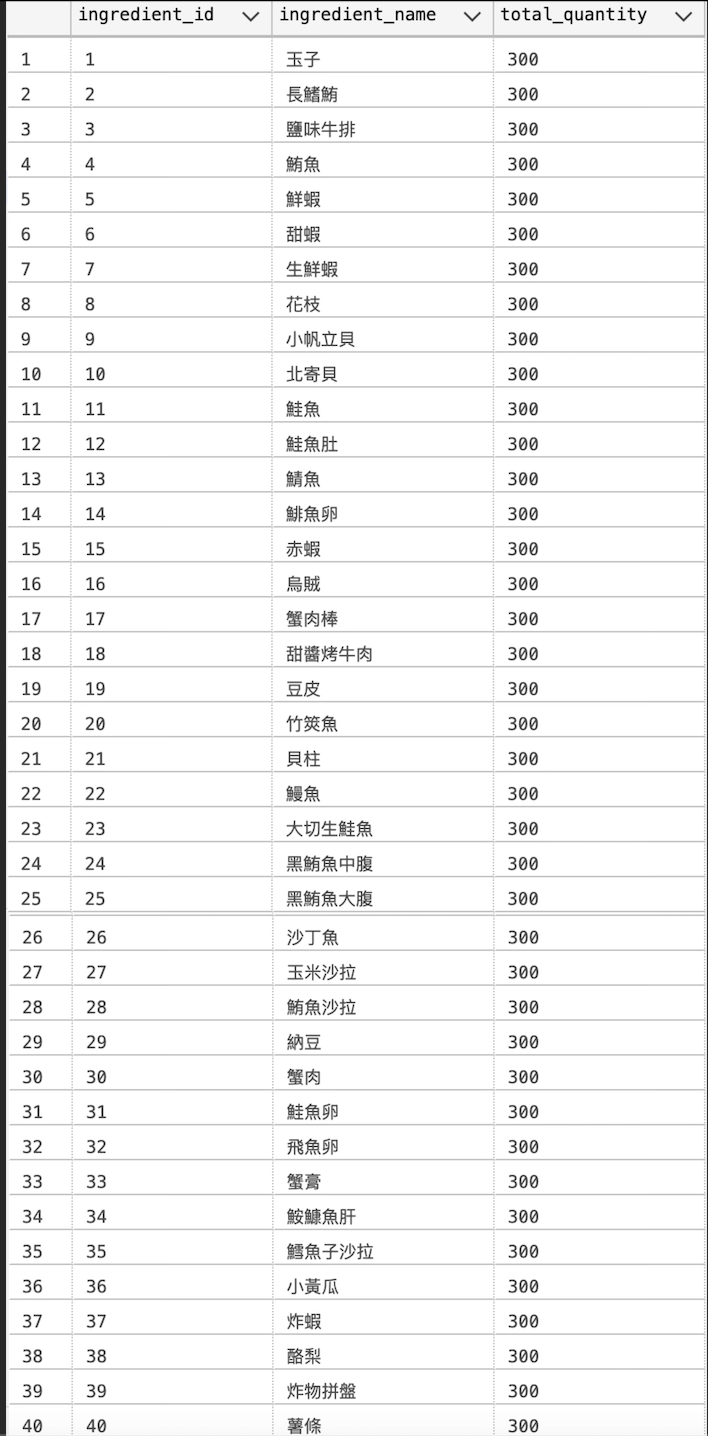 ingredient_id ingredient_name total_quantity
1 1 玉子 300
2 2 長鰭鮪 300
3 3 鹽味牛排 300
4 4 鮪魚 300
5 5 鮮蝦 300
6 6 甜蝦 300
7 7 生鮮蝦 300
8 8 花枝 300
9 9 小帆立貝 300
10 10 北寄貝 300
11 11 鮭魚 300
12 12 鮭魚肚 300
13 13 鯖魚 300
14 14 鯡魚卵 300
15 15 赤蝦 300
16 16 烏賊 300
17 17 蟹肉棒 300
18 18 甜醬烤牛肉 300
19 19 豆皮 300
20 20 竹筴魚 300
21 21 貝柱 300
22 22 鰻魚 300
23 23 大切生鮭魚 300
24 24 黑鮪魚中腹 300
25 25 黑鮪魚大腹 300
26 26 沙丁魚 300
27 27 玉米沙拉 300
28 28 鮪魚沙拉 300
29 29 納豆 300
30 30 蟹肉 300
31 31 鮭魚卵 300
32 32 飛魚卵 300
33 33 蟹膏 300
34 34 鮟鱇魚肝 300
35 35 鱈魚子沙拉 300
36 36 小黃瓜 300
37 37 炸蝦 300
38 38 酪梨 300
39 39 炸物拼盤 300
40 40 薯條 300